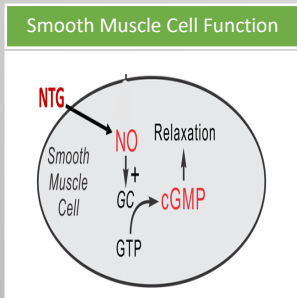 Smooth Muscle Cell Function
NTG
NO
Relaxation
Smooth
Muscle
Cell
+
GC
cGMP
GTP